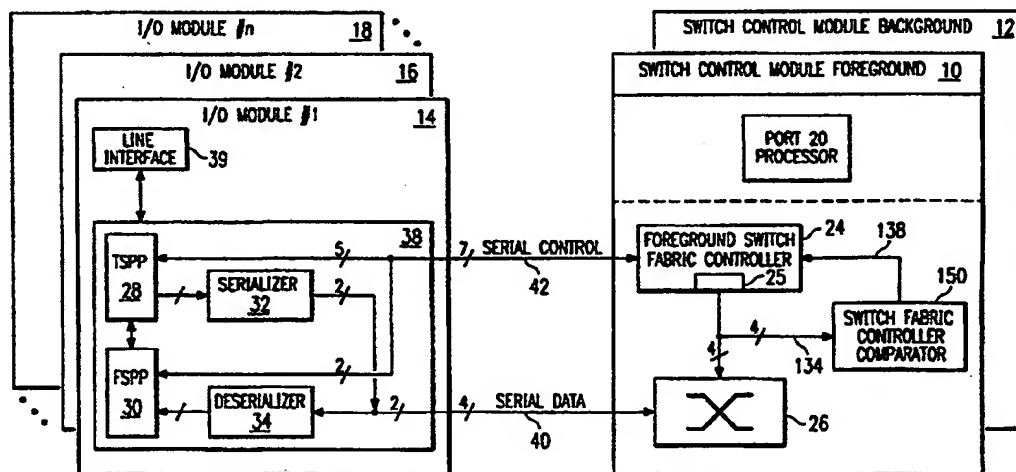 I/O MODULE #n 18
I/O MODULE #2
16
I/O MODULE #1 14
LINE
INTERFACE
39
38
TSPP
28
SERIALIZER
32
FSPP
30
DESERIALIZER
34
5
2
2
2
7 SERIAL CONTROL
42
4 SERIAL DATA
40
SWITCH CONTROL MODULE BACKGROUND 12
SWITCH CONTROL MODULE FOREGROUND 10
PORT 20
PROCESSOR
24
FOREGROUND SWITCH
FABRIC CONTROLLER
25
138
150
SWITCH FABRIC
CONTROLLER
COMPARATOR
4
134
4
26